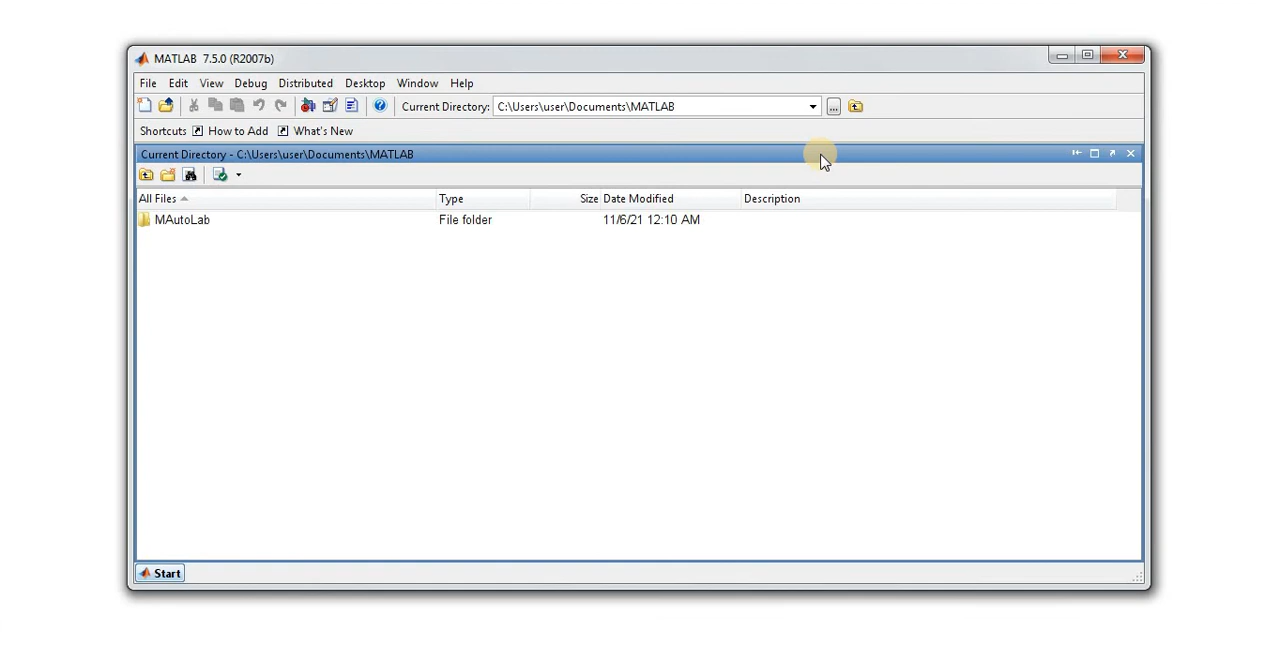 MATLAB 7.5.0 (R2007b)
File Edit View Debug Distributed Desktop Window Help
Current Directory: C:\Users\user\Documents\MATLAB ...
Shortcuts How to Add What's New
Current Directory - C:\Users\user\Documents\MATLAB
All Files Type Size Date Modified Description
MAutoLab File folder 11/6/21 12:10 AM
Start